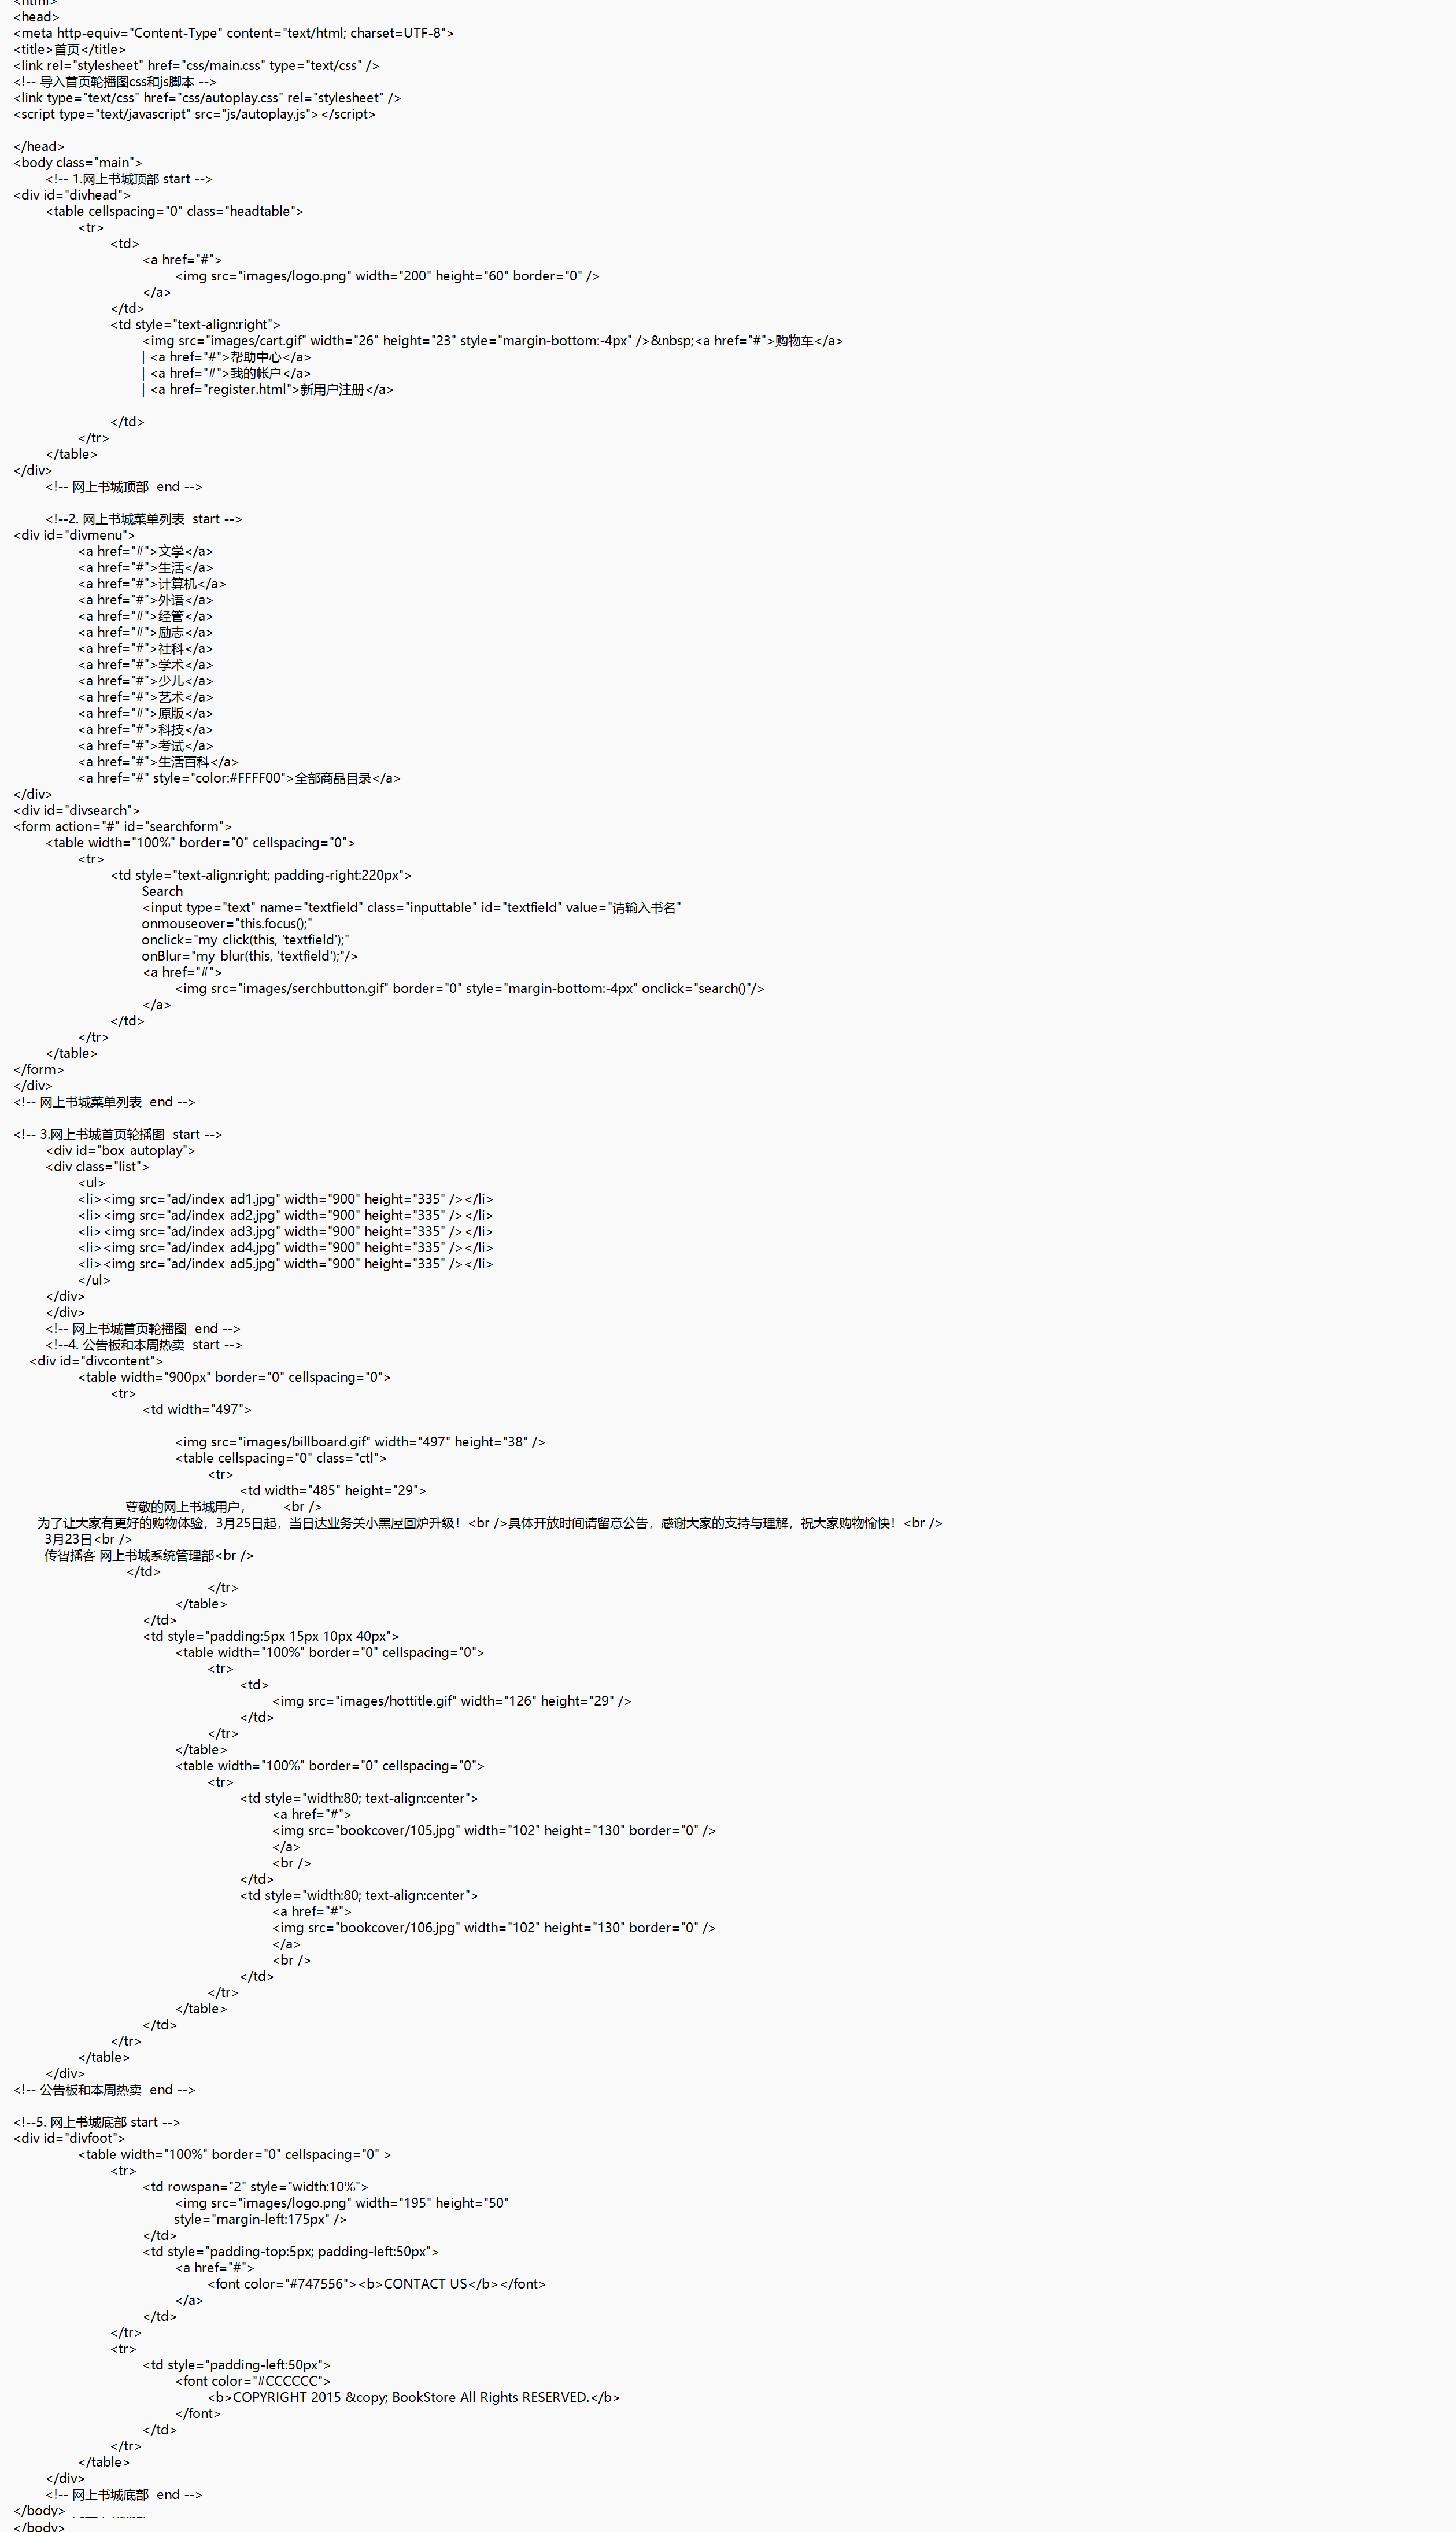 <html>
<head>
<meta http-equiv="Content-Type" content="text/html; charset=UTF-8">
<title>首页</title>
<link rel="stylesheet" href="css/main.css" type="text/css" />
<!-- 导入首页轮播图css和js脚本 -->
<link type="text/css" href="css/autoplay.css" rel="stylesheet" />
<script type="text/javascript" src="js/autoplay.js"></script>
</head>
<body class="main">
<!-- 1.网上书城顶部 start -->
<div id="divhead">
<table cellspacing="0" class="headtable">
<tr>
<td>
<a href="#">
<img src="images/logo.png" width="200" height="60" border="0" />
</a>
</td>
<td style="text-align:right">
<img src="images/cart.gif" width="26" height="23" style="margin-bottom:-4px" />&nbsp;<a href="#">购物车</a>
| <a href="#">帮助中心</a>
| <a href="#">我的帐户</a>
| <a href="register.html">新用户注册</a>
</td>
</tr>
</table>
</div>
<!-- 网上书城顶部  end -->
<!--2. 网上书城菜单列表  start -->
<div id="divmenu">
<a href="#">文学</a>
<a href="#">生活</a>
<a href="#">计算机</a>
<a href="#">外语</a>
<a href="#">经管</a>
<a href="#">励志</a>
<a href="#">社科</a>
<a href="#">学术</a>
<a href="#">少儿</a>
<a href="#">艺术</a>
<a href="#">原版</a>
<a href="#">科技</a>
<a href="#">考试</a>
<a href="#">生活百科</a>
<a href="#" style="color:#FFFF00">全部商品目录</a>
</div>
<div id="divsearch">
<form action="#" id="searchform">
<table width="100%" border="0" cellspacing="0">
<tr>
<td style="text-align:right; padding-right:220px">
Search
<input type="text" name="textfield" class="inputtable" id="textfield" value="请输入书名"
onmouseover="this.focus();"
onclick="my click(this, 'textfield');"
onBlur="my blur(this, 'textfield');"/>
<a href="#">
<img src="images/serchbutton.gif" border="0" style="margin-bottom:-4px" onclick="search()"/>
</a>
</td>
</tr>
</table>
</form>
</div>
<!-- 网上书城菜单列表  end -->
<!-- 3.网上书城首页轮播图  start -->
<div id="box autoplay">
<div class="list">
<ul>
<li><img src="ad/index ad1.jpg" width="900" height="335" /></li>
<li><img src="ad/index ad2.jpg" width="900" height="335" /></li>
<li><img src="ad/index ad3.jpg" width="900" height="335" /></li>
<li><img src="ad/index ad4.jpg" width="900" height="335" /></li>
<li><img src="ad/index ad5.jpg" width="900" height="335" /></li>
</ul>
</div>
</div>
<!-- 网上书城首页轮播图  end -->
<!--4. 公告板和本周热卖  start -->
<div id="divcontent">
<table width="900px" border="0" cellspacing="0">
<tr>
<td width="497">
<img src="images/billboard.gif" width="497" height="38" />
<table cellspacing="0" class="ctl">
<tr>
<td width="485" height="29">
尊敬的网上书城用户， <br />
为了让大家有更好的购物体验，3月25日起，当日达业务关小黑屋回炉升级！<br />具体开放时间请留意公告，感谢大家的支持与理解，祝大家购物愉快！<br />
3月23日<br />
传智播客 网上书城系统管理部<br />
</td>
</tr>
</table>
</td>
<td style="padding:5px 15px 10px 40px">
<table width="100%" border="0" cellspacing="0">
<tr>
<td>
<img src="images/hottitle.gif" width="126" height="29" />
</td>
</tr>
</table>
<table width="100%" border="0" cellspacing="0">
<tr>
<td style="width:80; text-align:center">
<a href="#">
<img src="bookcover/105.jpg" width="102" height="130" border="0" />
</a>
<br />
</td>
<td style="width:80; text-align:center">
<a href="#">
<img src="bookcover/106.jpg" width="102" height="130" border="0" />
</a>
<br />
</td>
</tr>
</table>
</td>
</tr>
</table>
</div>
<!-- 公告板和本周热卖  end -->
<!--5. 网上书城底部 start -->
<div id="divfoot">
<table width="100%" border="0" cellspacing="0" >
<tr>
<td rowspan="2" style="width:10%">
<img src="images/logo.png" width="195" height="50"
style="margin-left:175px" />
</td>
<td style="padding-top:5px; padding-left:50px">
<a href="#">
<font color="#747556"><b>CONTACT US</b></font>
</a>
</td>
</tr>
<tr>
<td style="padding-left:50px">
<font color="#CCCCCC">
<b>COPYRIGHT 2015 &copy; BookStore All Rights RESERVED.</b>
</font>
</td>
</tr>
</table>
</div>
<!-- 网上书城底部  end -->
</body>
</body>